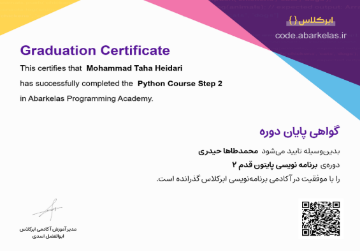 ابرکلاس {؛}
code.abarkelas.ir
Graduation Certificate
This certifies that Mohammad Taha Heidari
has successfully completed the Python Course Step 2
in Abarkelas Programming Academy.
گواهی پایان دوره
بدین‌وسیله تایید می‌شود محمدطاها حیدری
دوره‌ی برنامه نویسی پایتون قدم ۲
را با موفقیت در آکادمی برنامه‌نویسی ابرکلاس گذرانده است.
مدیر آموزش آکادمی ابرکلاس
ابوالفضل اسدی